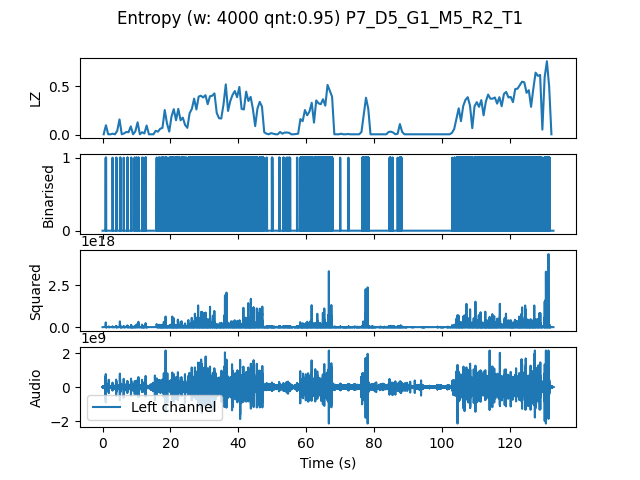 Entropy (w: 4000 qnt:0.95) P7_D5_G1_M5_R2_T1
LZ
0.5
0.0
Binarised
1
0
1e18
Squared
2.5
0.0
1e9
Audio
2
0
−2
Left channel
0 20 40 60 80 100 120
Time (s)